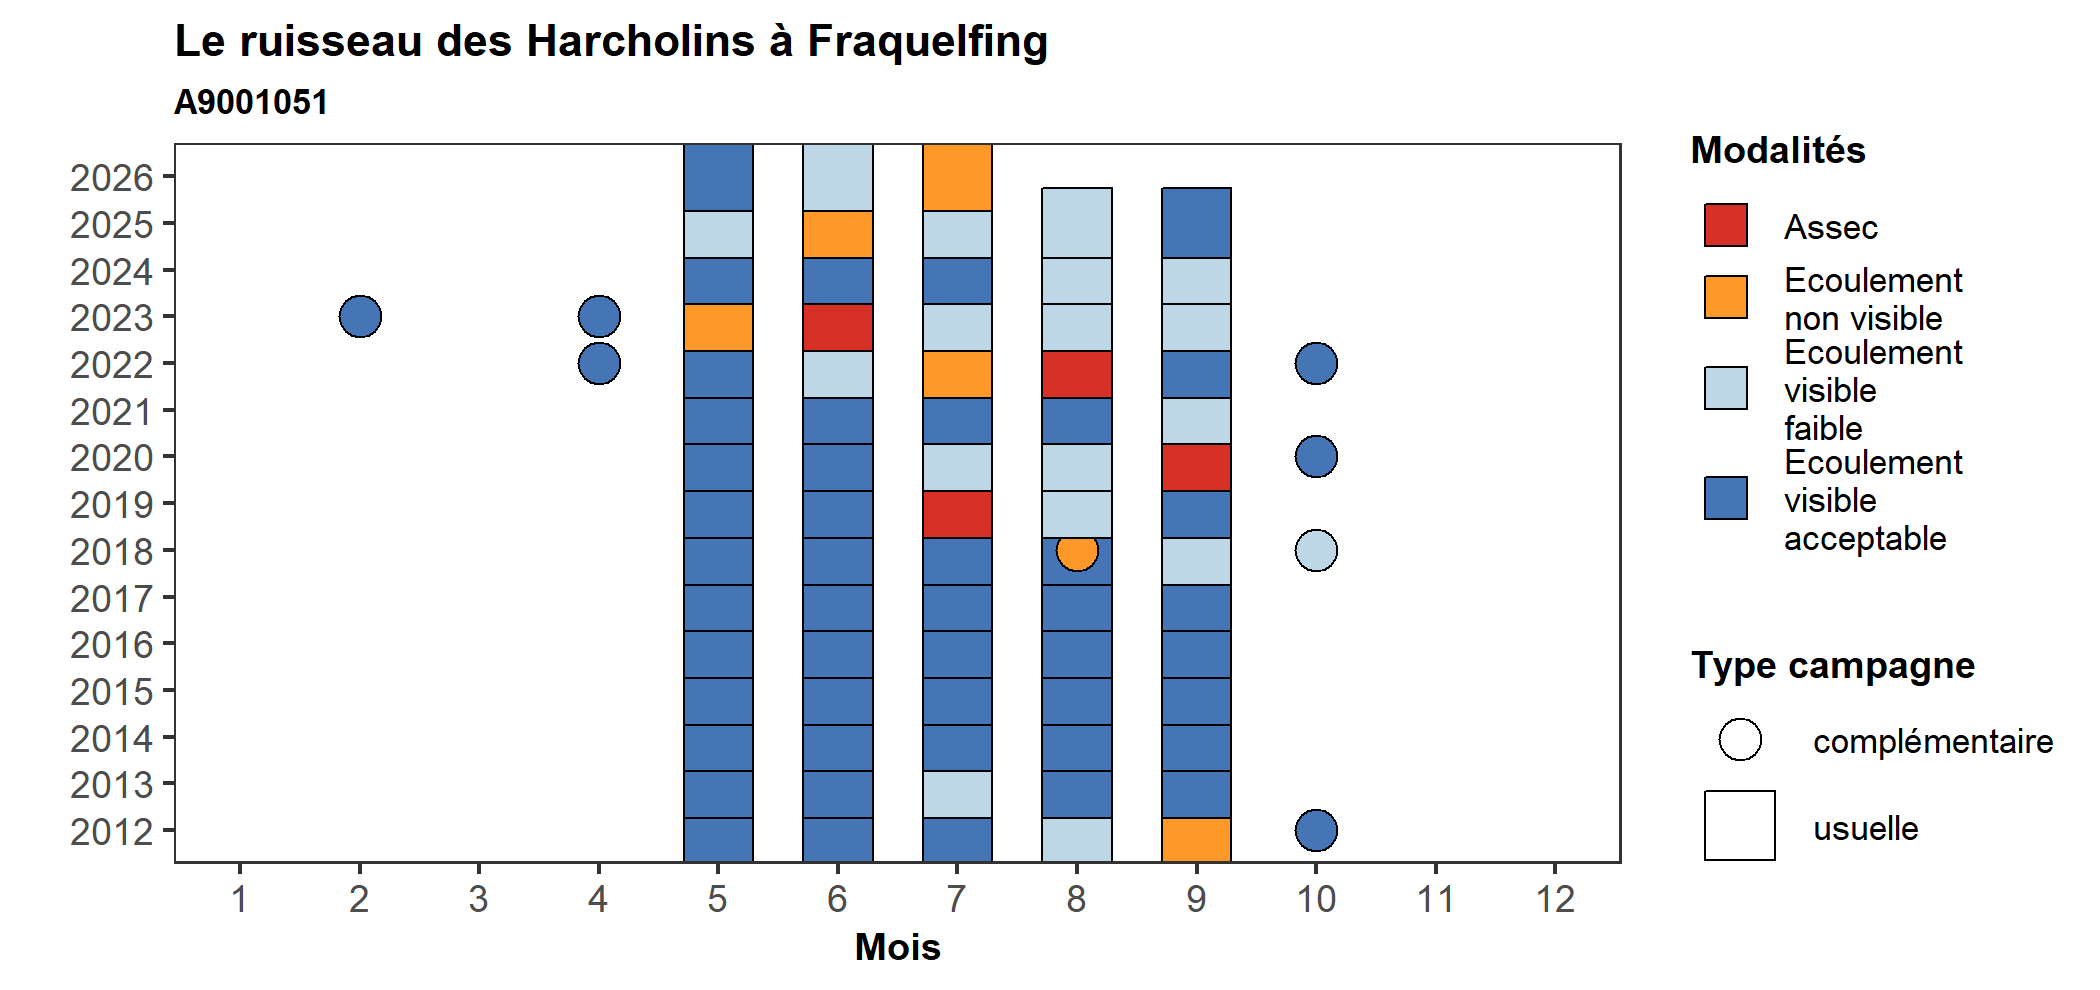 Le ruisseau des Harcholins à Fraquelfing
A9001051
2026
2025
2024
2023
2022
2021
2020
2019
2018
2017
2016
2015
2014
2013
2012
1 2 3 4 5 6 7 8 9 10 11 12
Mois
Modalités
Assec
Ecoulement
non visible
Ecoulement
visible
faible
Ecoulement
visible
acceptable
Type campagne
complémentaire
usuelle